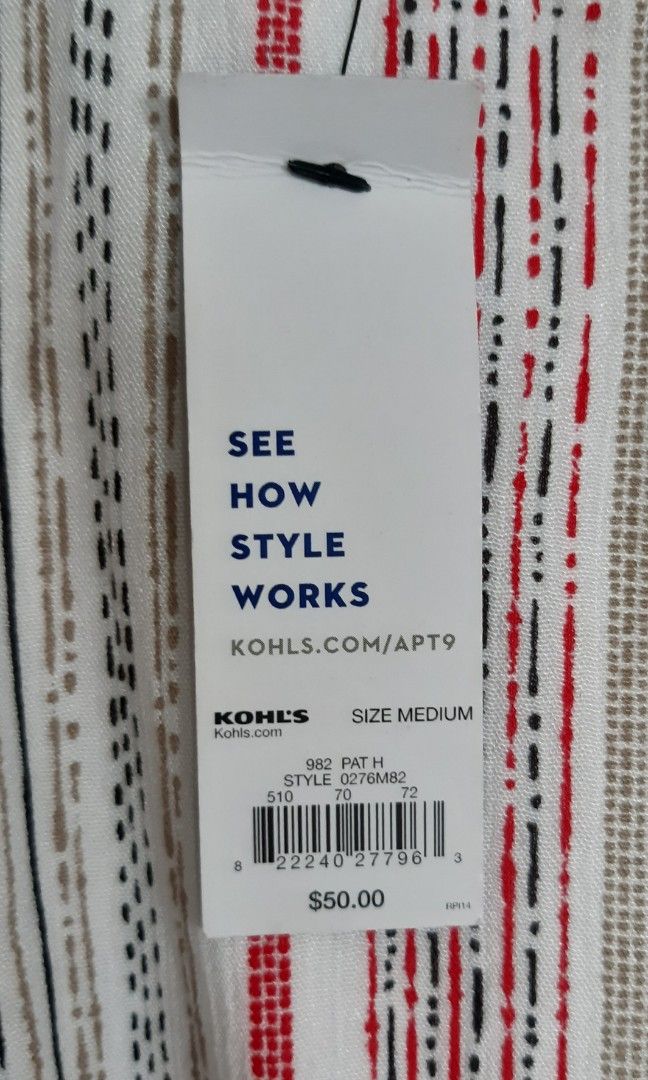 SEE
HOW
STYLE
WORKS
KOHLS.COM/APT9
KOHL'S SIZE MEDIUM
Kohls.com
982 PAT H
STYLE 0276M82
510 70 72
8 22240 27796 3
$50.00
RPI14